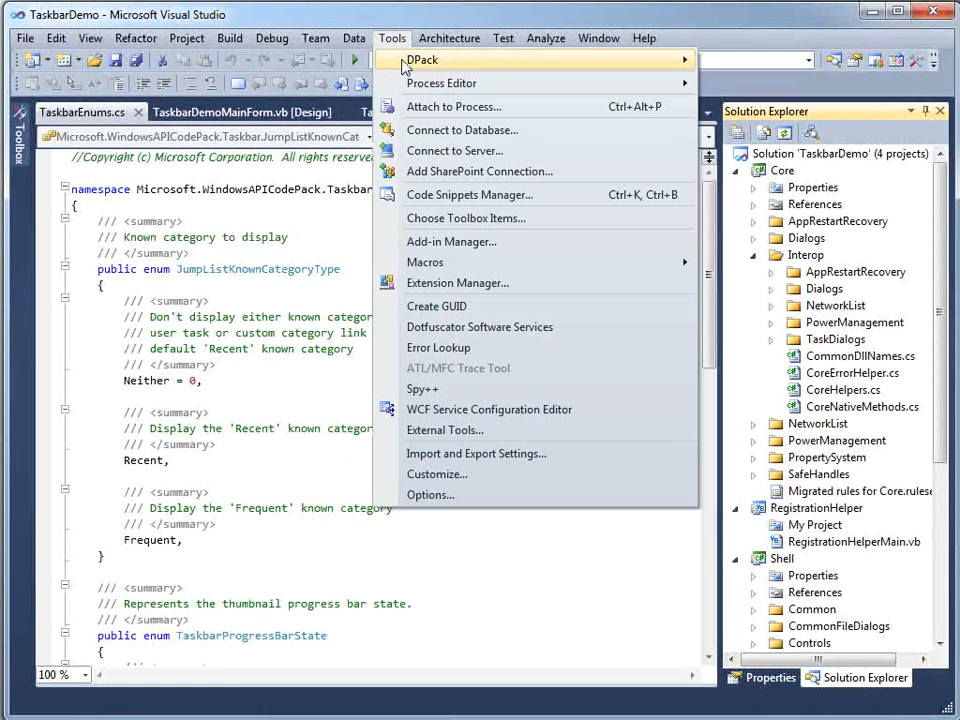 TaskbarDemo - Microsoft Visual Studio
File Edit View Refactor Project Build Debug Team Data Tools Architecture Test Analyze Window Help
TaskbarEnums.cs TaskbarDemoMainForm.vb [Design]
Microsoft.WindowsAPICodePack.Taskbar.JumpListKnownCat
Toolbox
//Copyright (c) Microsoft Corporation. All rights reserve
namespace Microsoft.WindowsAPICodePack.Taskbar
{
/// <summary>
/// Known category to display
/// </summary>
public enum JumpListKnownCategoryType
{
/// <summary>
/// Don't display either known catego
/// user task or custom category link
/// default 'Recent' known category
/// </summary>
Neither = 0,
/// <summary>
/// Display the 'Recent' known catego
/// </summary>
Recent,
/// <summary>
/// Display the 'Frequent' known category
/// </summary>
Frequent,
}
/// <summary>
/// Represents the thumbnail progress bar state.
/// </summary>
public enum TaskbarProgressBarState
{
100 %
DPack
Process Editor
Attach to Process... Ctrl+Alt+P
Connect to Database...
Connect to Server...
Add SharePoint Connection...
Code Snippets Manager... Ctrl+K, Ctrl+B
Choose Toolbox Items...
Add-in Manager...
Macros
Extension Manager...
Create GUID
Dotfuscator Software Services
Error Lookup
ATL/MFC Trace Tool
Spy++
WCF Service Configuration Editor
External Tools...
Import and Export Settings...
Customize...
Options...
Solution Explorer
Solution 'TaskbarDemo' (4 projects)
Core
Properties
References
AppRestartRecovery
Dialogs
Interop
AppRestartRecovery
Dialogs
NetworkList
PowerManagement
TaskDialogs
CommonDllNames.cs
CoreErrorHelper.cs
CoreHelpers.cs
CoreNativeMethods.cs
NetworkList
PowerManagement
PropertySystem
SafeHandles
Migrated rules for Core.rulese
RegistrationHelper
My Project
RegistrationHelperMain.vb
Shell
Properties
References
Common
CommonFileDialogs
Controls
Properties Solution Explorer